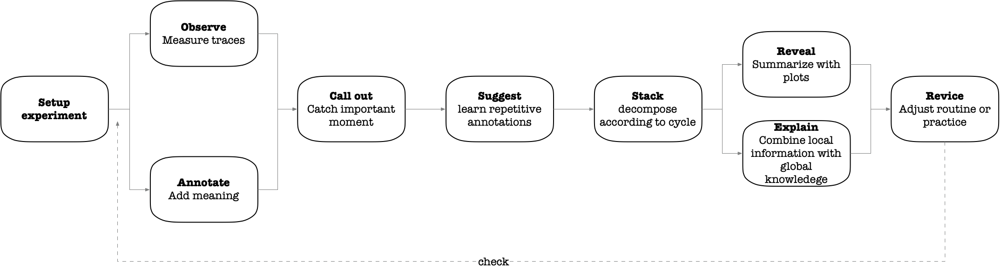 Setup
experiment
Observe
Measure traces
Annotate
Add meaning
Call out
Catch important
moment
Suggest
learn repetitive
annotations
Stack
decompose
according to cycle
Reveal
Summarize with
plots
Explain
Combine local
information with
global
knowledege
Revice
Adjust routine or
practice
check